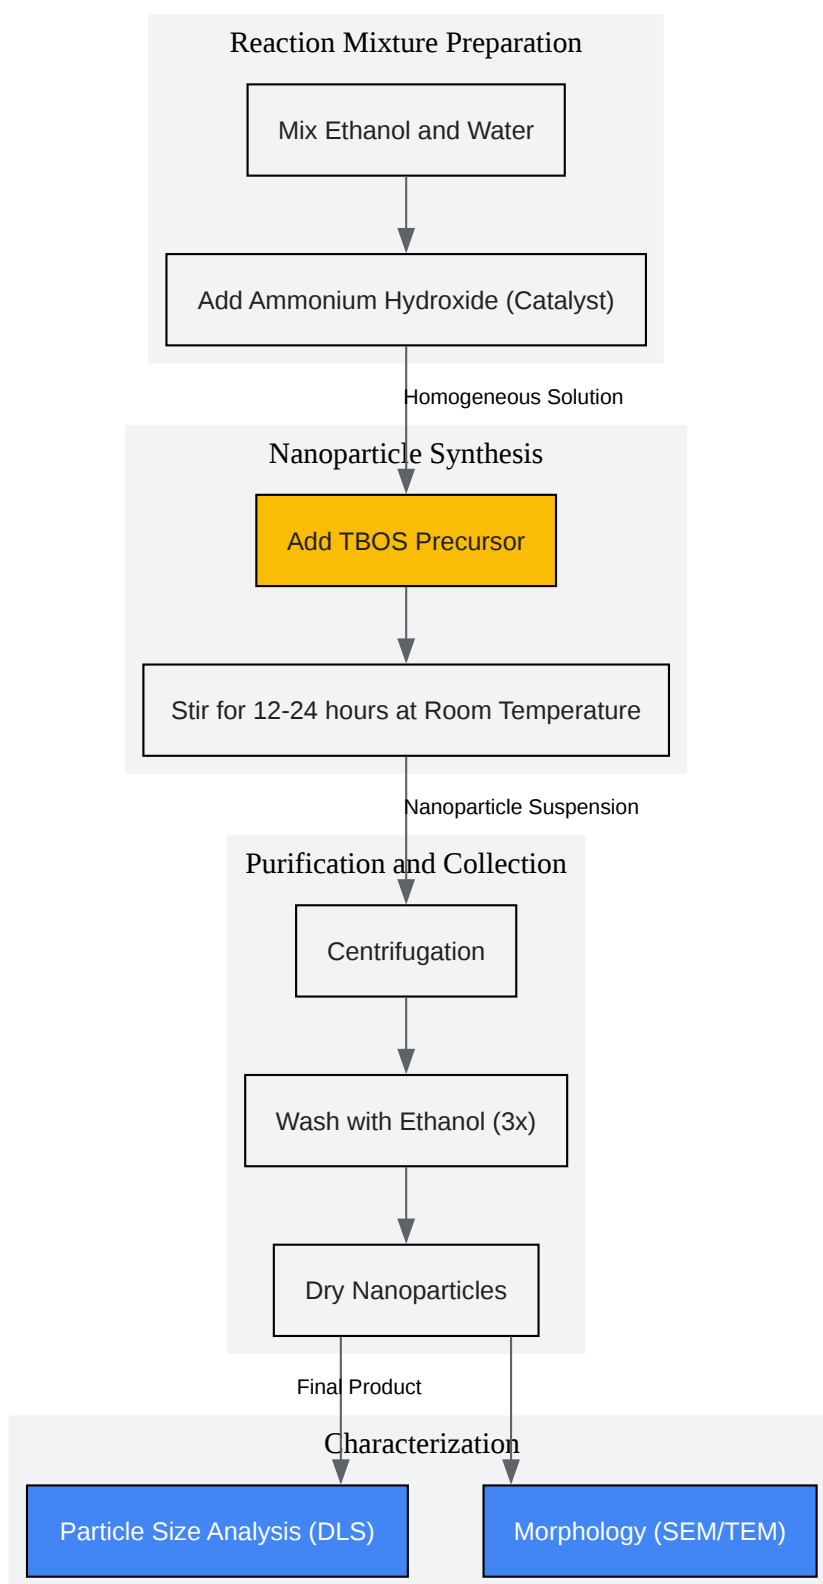 Reaction Mixture Preparation
Mix Ethanol and Water
Add Ammonium Hydroxide (Catalyst)
Homogeneous Solution
Nanoparticle Synthesis
Add TBOS Precursor
Stir for 12-24 hours at Room Temperature
Nanoparticle Suspension
Purification and Collection
Centrifugation
Wash with Ethanol (3x)
Dry Nanoparticles
Final Product
Characterization
Particle Size Analysis (DLS)
Morphology (SEM/TEM)